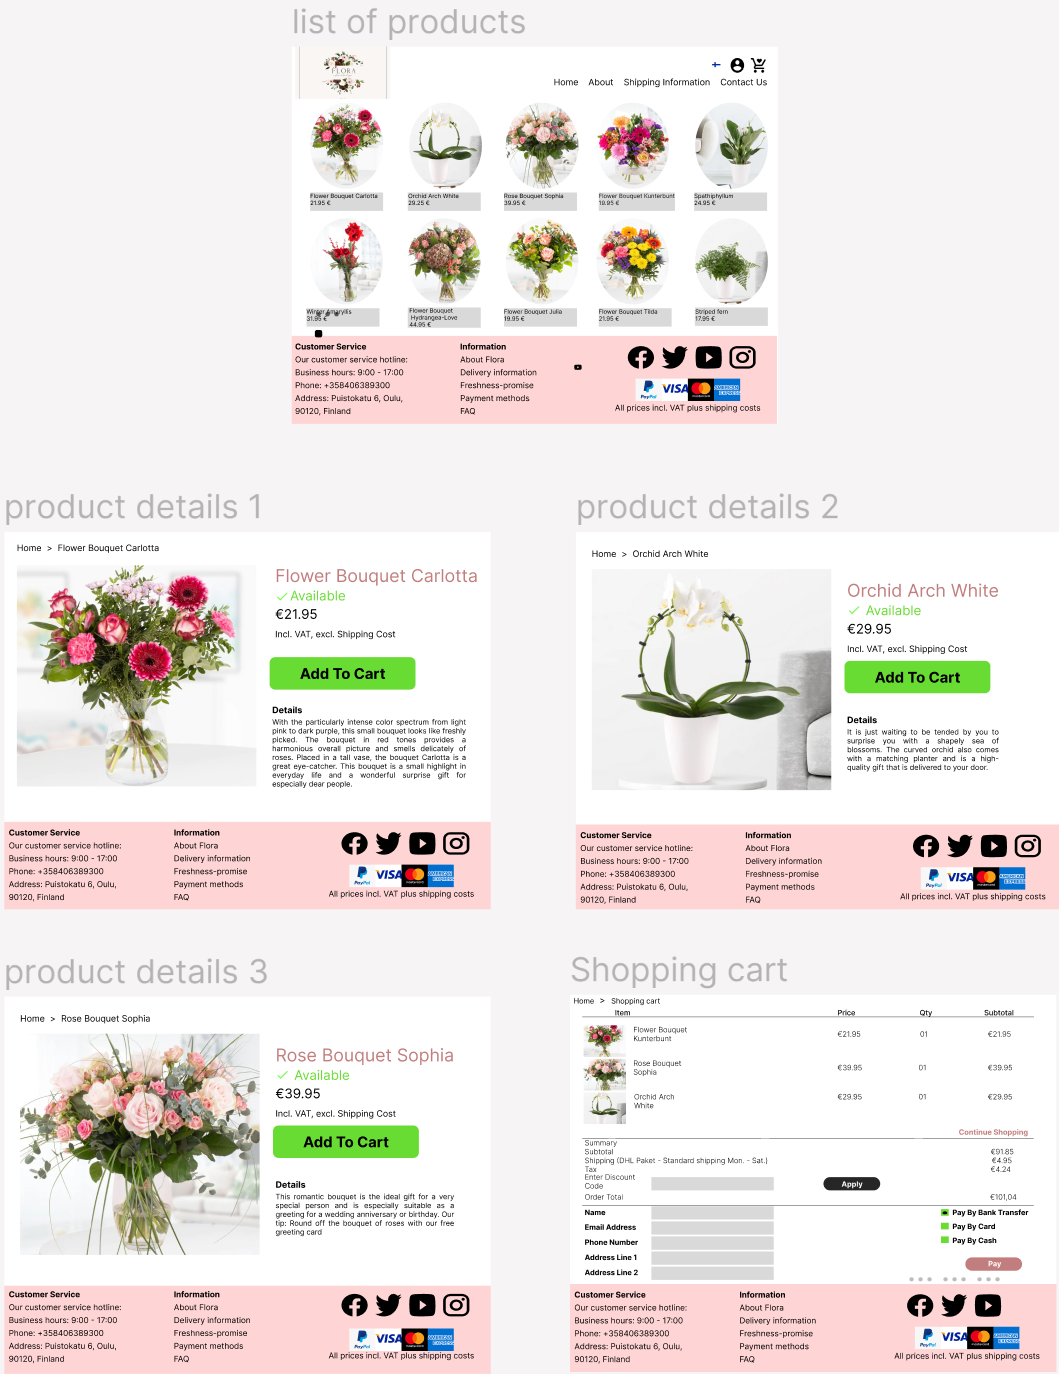 list of products
FLORA
Home About Shipping Information Contact Us
Flower Bouquet Carlotta
21.95 €
Orchid Arch White
29.25 €
Rose Bouquet Sophia
39.95 €
Flower Bouquet Kunterbunt
19.95 €
Spathiphyllum
24.95 €
Winter Amaryllis
31.95 €
Flower Bouquet
Hydrangea-Love
44.95 €
Flower Bouquet Julia
19.95 €
Flower Bouquet Tilda
21.95 €
Striped fern
17.95 €
Customer Service
Our customer service hotline:
Business hours: 9:00 - 17:00
Phone: +358406389300
Address: Puistokatu 6, Oulu,
90120, Finland
Information
About Flora
Delivery information
Freshness-promise
Payment methods
FAQ
PayPal VISA mastercard AMERICAN EXPRESS
All prices incl. VAT plus shipping costs
product details 1
Home > Flower Bouquet Carlotta
Flower Bouquet Carlotta
Available
€21.95
Incl. VAT, excl. Shipping Cost
Add To Cart
Details
With the particularly intense color spectrum from light
pink to dark purple, this small bouquet looks like freshly
picked. The bouquet in red tones provides a
harmonious overall picture and smells delicately of
roses. Placed in a tall vase, the bouquet Carlotta is a
great eye-catcher. This bouquet is a small highlight in
everyday life and a wonderful surprise gift for
especially dear people.
Customer Service
Our customer service hotline:
Business hours: 9:00 - 17:00
Phone: +358406389300
Address: Puistokatu 6, Oulu,
90120, Finland
Information
About Flora
Delivery information
Freshness-promise
Payment methods
FAQ
PayPal VISA mastercard AMERICAN EXPRESS
All prices incl. VAT plus shipping costs
product details 2
Home > Orchid Arch White
Orchid Arch White
Available
€29.95
Incl. VAT, excl. Shipping Cost
Add To Cart
Details
It is just waiting to be tended by you to
surprise you with a shapely sea of
blossoms. The curved orchid also comes
with a matching planter and is a high-
quality gift that is delivered to your door.
Customer Service
Our customer service hotline:
Business hours: 9:00 - 17:00
Phone: +358406389300
Address: Puistokatu 6, Oulu,
90120, Finland
Information
About Flora
Delivery information
Freshness-promise
Payment methods
FAQ
PayPal VISA mastercard AMERICAN EXPRESS
All prices incl. VAT plus shipping costs
product details 3
Home > Rose Bouquet Sophia
Rose Bouquet Sophia
Available
€39.95
Incl. VAT, excl. Shipping Cost
Add To Cart
Details
This romantic bouquet is the ideal gift for a very
special person and is especially suitable as a
greeting for a wedding anniversary or birthday. Our
tip: Round off the bouquet of roses with our free
greeting card
Customer Service
Our customer service hotline:
Business hours: 9:00 - 17:00
Phone: +358406389300
Address: Puistokatu 6, Oulu,
90120, Finland
Information
About Flora
Delivery information
Freshness-promise
Payment methods
FAQ
PayPal VISA mastercard AMERICAN EXPRESS
All prices incl. VAT plus shipping costs
Shopping cart
Home > Shopping cart
Item Price Qty Subtotal
Flower Bouquet
Kunterbunt
€21.95 01 €21.95
Rose Bouquet
Sophia
€39.95 01 €39.95
Orchid Arch
White
€29.95 01 €29.95
Continue Shopping
Summary
Subtotal €91.85
Shipping (DHL Paket - Standard shipping Mon. - Sat.) €4.95
Tax €4.24
Enter Discount
Code
Apply
Order Total €101,04
Name
Email Address
Phone Number
Address Line 1
Address Line 2
Pay By Bank Transfer
Pay By Card
Pay By Cash
Pay
Customer Service
Our customer service hotline:
Business hours: 9:00 - 17:00
Phone: +358406389300
Address: Puistokatu 6, Oulu,
90120, Finland
Information
About Flora
Delivery information
Freshness-promise
Payment methods
FAQ
PayPal VISA mastercard AMERICAN EXPRESS
All prices incl. VAT plus shipping costs